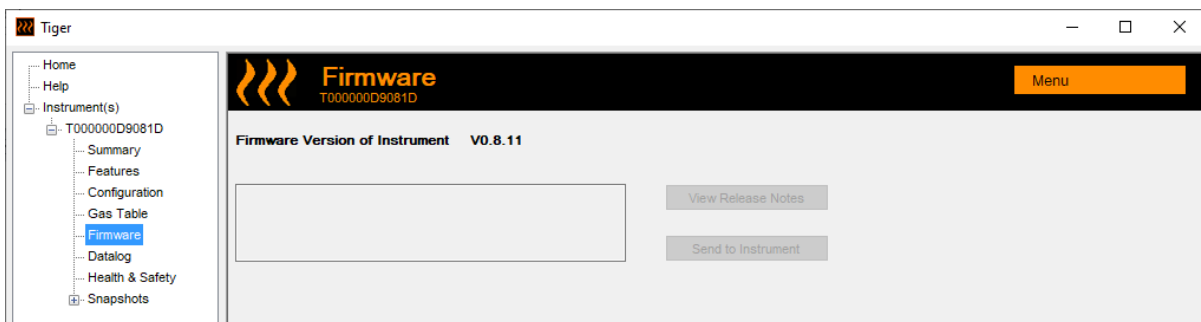 Tiger
Home
Help
Instrument(s)
T000000D9081D
Summary
Features
Configuration
Gas Table
Firmware
Datalog
Health & Safety
Snapshots
Firmware
T000000D9081D
Menu
Firmware Version of Instrument V0.8.11
View Release Notes
Send to Instrument